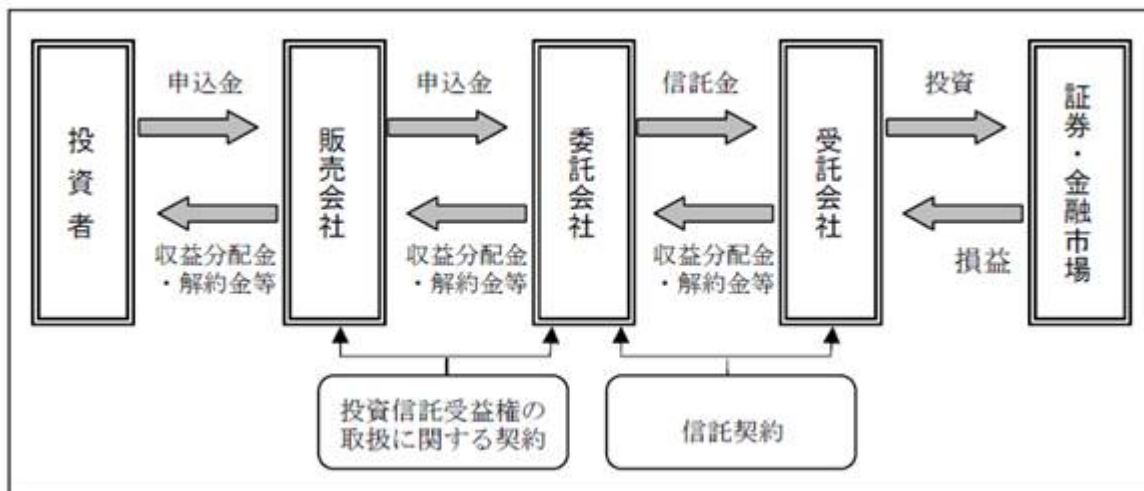 申込金
申込金
信託金
投資
投資者
販売会社
委託会社
受託会社
証券・金融市場
収益分配金
・解約金等
収益分配金
・解約金等
収益分配金
・解約金等
損益
投資信託受益権の
取扱に関する契約
信託契約